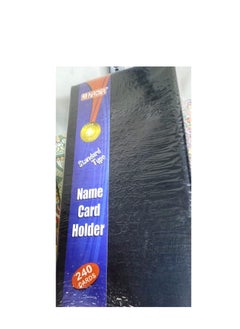 Standard
Type
Name
Card
Holder
240
CARDS